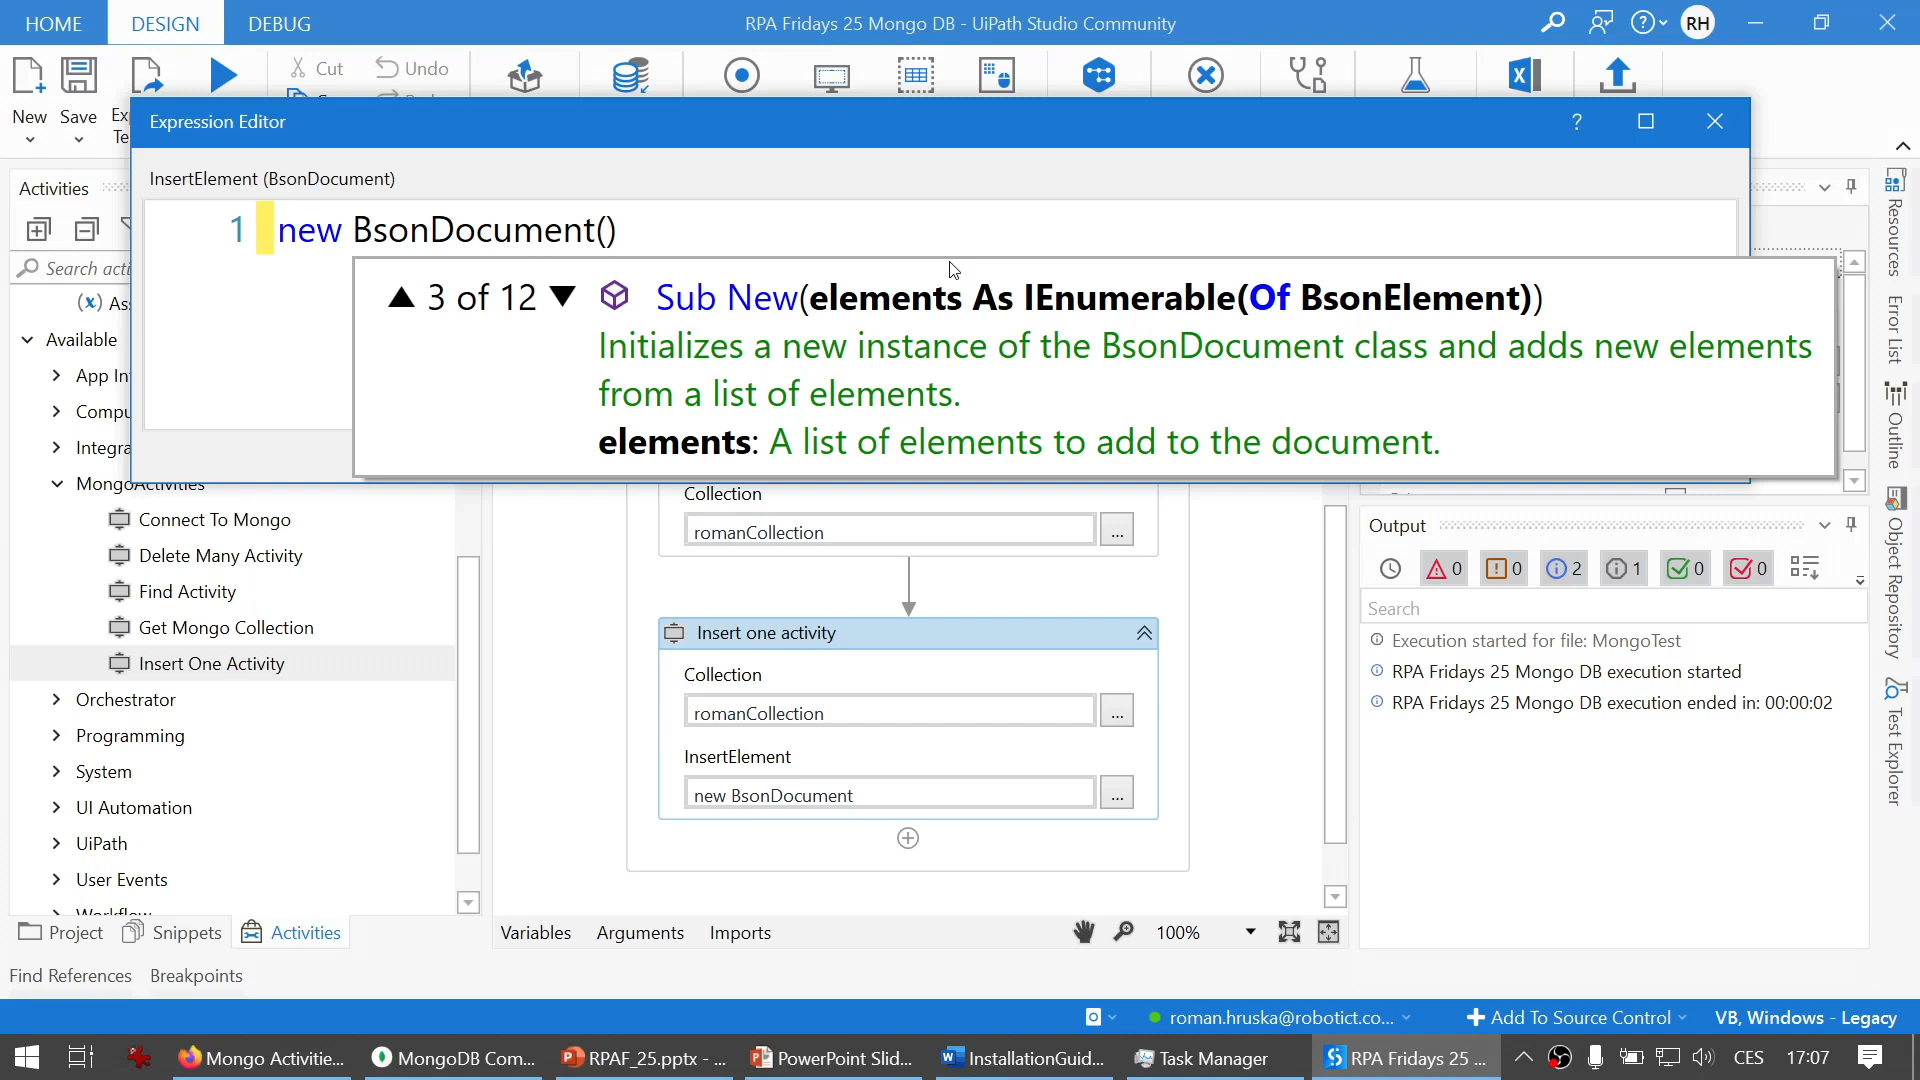 HOME
DESIGN
DEBUG
RPA Fridays 25 Mongo DB - UiPath Studio Community
RH
Cut
Undo
New
Save
Expression Editor
InsertElement (BsonDocument)
1 new BsonDocument()
3 of 12 Sub New(elements As IEnumerable(Of BsonElement))
Initializes a new instance of the BsonDocument class and adds new elements
from a list of elements.
elements: A list of elements to add to the document.
Activities
Search acti
(x) Ass
Available
App In
Compu
Integra
MongoActivities
Connect To Mongo
Delete Many Activity
Find Activity
Get Mongo Collection
Insert One Activity
Orchestrator
Programming
System
UI Automation
UiPath
User Events
Workflow
Project
Snippets
Activities
Find References
Breakpoints
Collection
romanCollection
...
Insert one activity
Collection
romanCollection
...
InsertElement
new BsonDocument
...
Variables
Arguments
Imports
100%
Output
0
0
2
1
0
0
Search
Execution started for file: MongoTest
RPA Fridays 25 Mongo DB execution started
RPA Fridays 25 Mongo DB execution ended in: 00:00:02
Resources
Error List
Outline
Object Repository
Test Explorer
roman.hruska@robotict.co...
Add To Source Control
VB, Windows - Legacy
Mongo Activitie...
MongoDB Com...
RPAF_25.pptx - ...
PowerPoint Slid...
InstallationGuid...
Task Manager
RPA Fridays 25 ...
CES
17:07